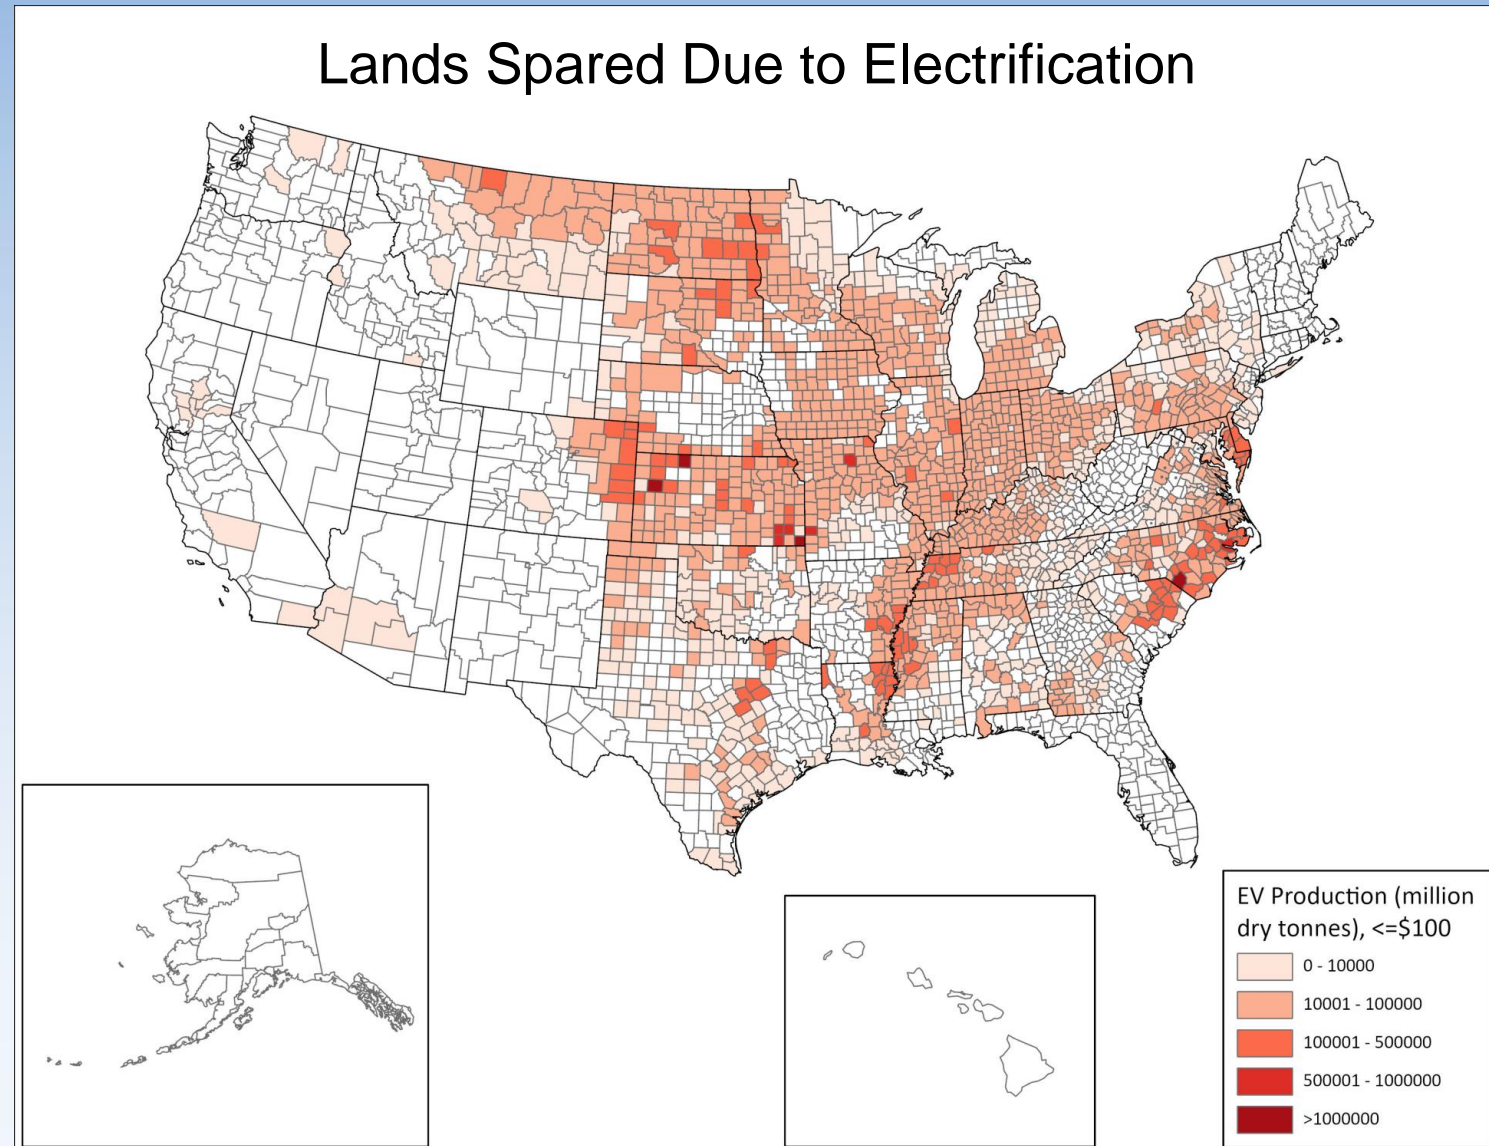 Lands Spared Due to Electrification
EV Production (million
dry tonnes), <=$100
0 - 10000
10001 - 100000
100001 - 500000
500001 - 1000000
>1000000